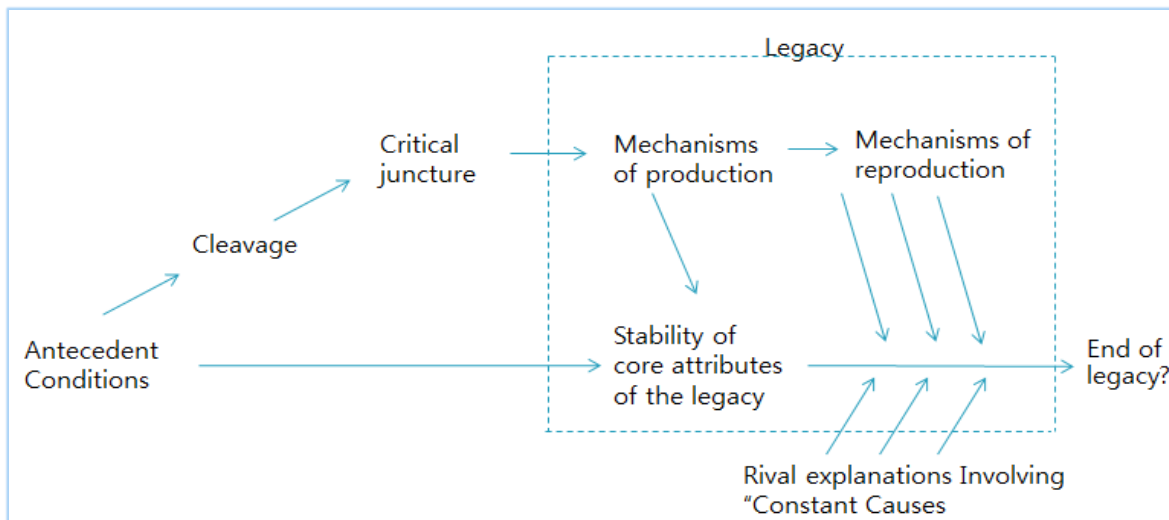 Legacy
Critical
juncture
Mechanisms
of production
Mechanisms of
reproduction
Cleavage
Antecedent
Conditions
Stability of
core attributes
of the legacy
End of
legacy?
Rival explanations Involving
“Constant Causes